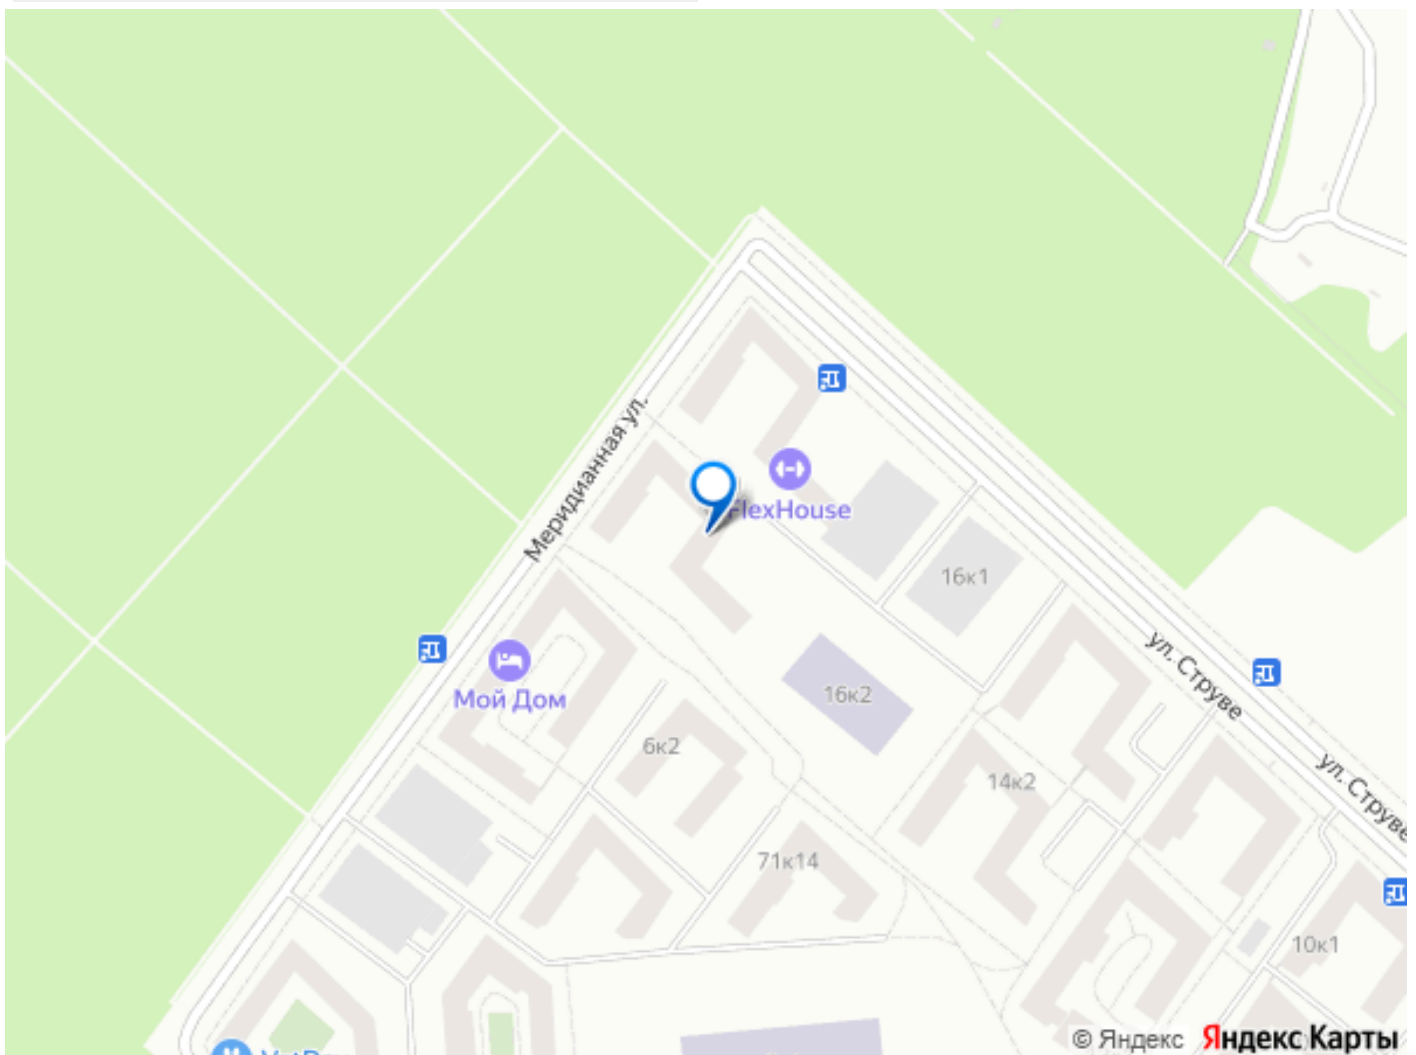 Меридианная ул.
FlexHouse
16к1
ул. Струве
Мой Дом
16к2
6к2
14к2
ул. Струве
71к14
10к1
© Яндекс Яндекс Карты